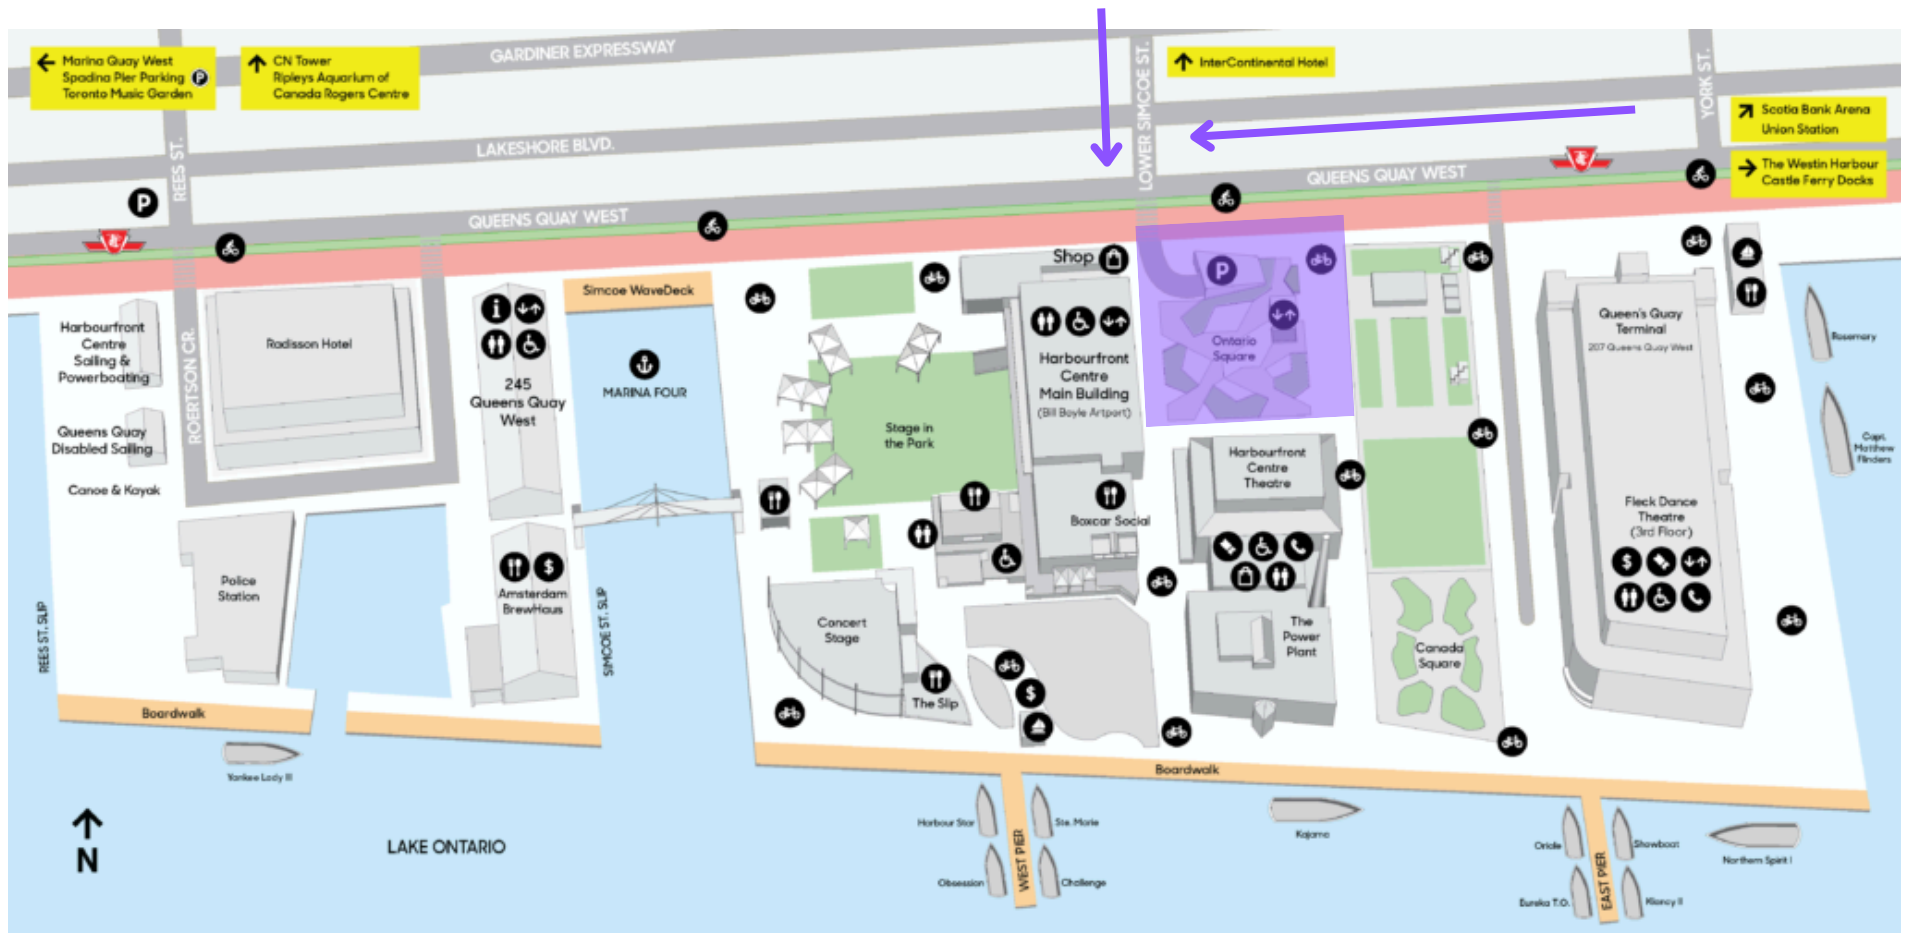 Marina Quay West
Spadina Pier Parking P
Toronto Music Garden
CN Tower
Ripleys Aquarium of
Canada Rogers Centre
GARDINER EXPRESSWAY
LOWER SIMCOE ST.
InterContinental Hotel
YORK ST.
Scotia Bank Arena
Union Station
The Westin Harbour
Castle Ferry Docks
REES ST.
LAKESHORE BLVD.
QUEENS QUAY WEST
P
QUEENS QUAY WEST
Shop
P
Simcoe WaveDeck
Harbourfront
Centre
Sailing &
Powerboating
ROBERTSON CR.
Radisson Hotel
245
Queens Quay
West
MARINA FOUR
Harbourfront
Centre
Main Building
(Bill Boyle Artport)
Ontario
Square
Queen's Quay
Terminal
207 Queens Quay West
Rosemary
Queens Quay
Disabled Sailing
Canoe & Kayak
Stage in
the Park
Harbourfront
Centre
Theatre
Capt.
Matthew
Flinders
Boxcar Social
Fleck Dance
Theatre
(3rd Floor)
$
Police
Station
$
Amsterdam
BrewHaus
REES ST. SLIP
SIMCOE ST. SLIP
Concert
Stage
The Slip
$
The
Power
Plant
Canada
Square
Boardwalk
Boardwalk
Yankee Lady III
N
LAKE ONTARIO
Harbour Star
Ste. Marie
Obsession
Challenge
WEST PIER
Kajama
Oriole
Showboat
Northern Spirit I
Eureka T.O.
Klancy II
EAST PIER